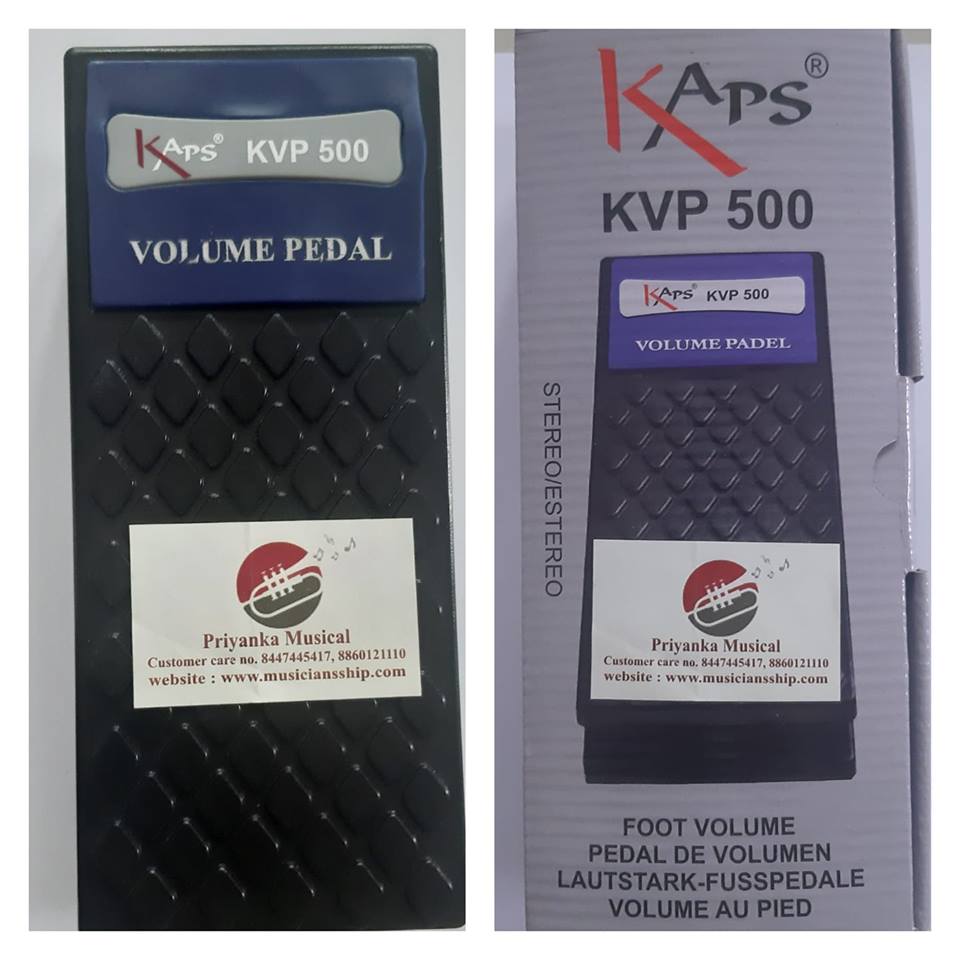 KAPS® KVP 500
VOLUME PEDAL
Priyanka Musical
Customer care no. 8447445417, 8860121110
website : www.musiciansship.com
KAPS®
KVP 500
KAPS® KVP 500
VOLUME PADEL
STEREO/ESTEREO
Priyanka Musical
Customer care no. 8447445417, 8860121110
website : www.musiciansship.com
FOOT VOLUME
PEDAL DE VOLUMEN
LAUTSTARK-FUSSPEDALE
VOLUME AU PIED